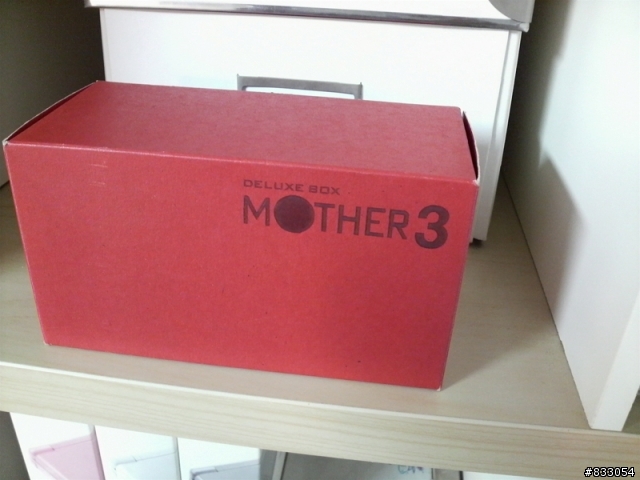 DELUXE BOX
MOTHER 3
#833054